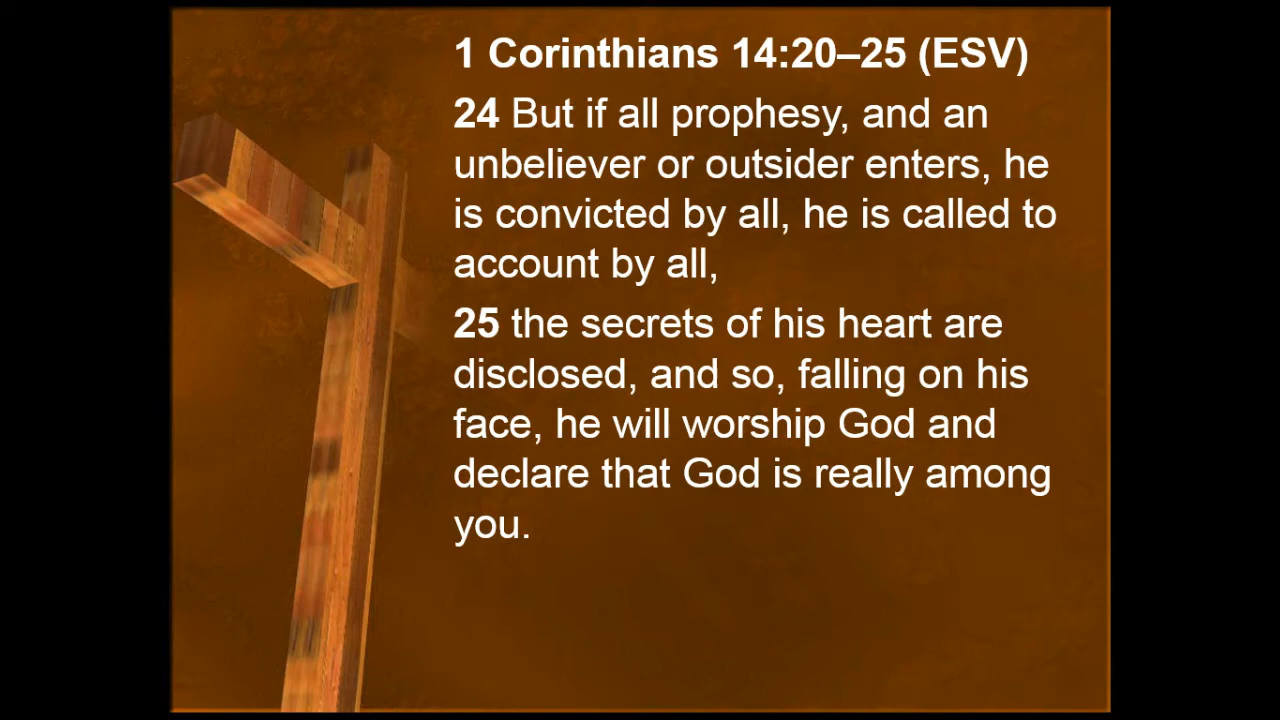 1 Corinthians 14:20–25 (ESV)
24 But if all prophesy, and an
unbeliever or outsider enters, he
is convicted by all, he is called to
account by all,
25 the secrets of his heart are
disclosed, and so, falling on his
face, he will worship God and
declare that God is really among
you.